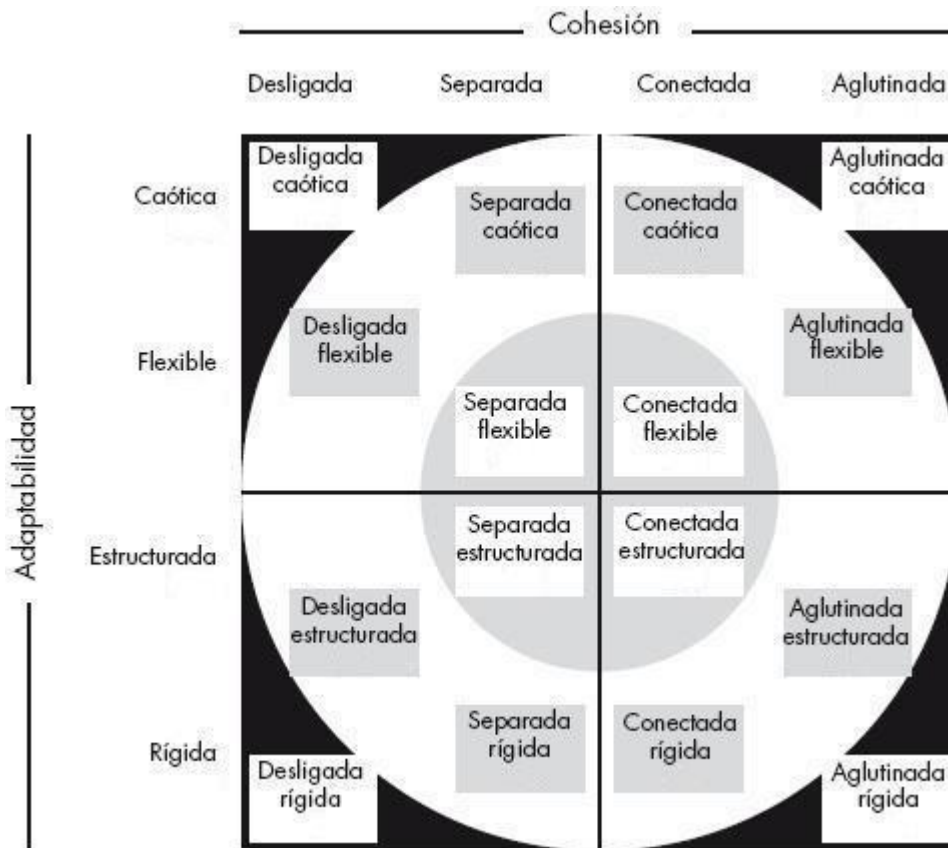 Cohesión
Desligada Separada Conectada Aglutinada
Adaptabilidad
Caótica
Desligada
caótica
Separada
caótica
Conectada
caótica
Aglutinada
caótica
Flexible
Desligada
flexible
Separada
flexible
Conectada
flexible
Aglutinada
flexible
Estructurada
Desligada
estructurada
Separada
estructurada
Conectada
estructurada
Aglutinada
estructurada
Rígida
Desligada
rígida
Separada
rígida
Conectada
rígida
Aglutinada
rígida